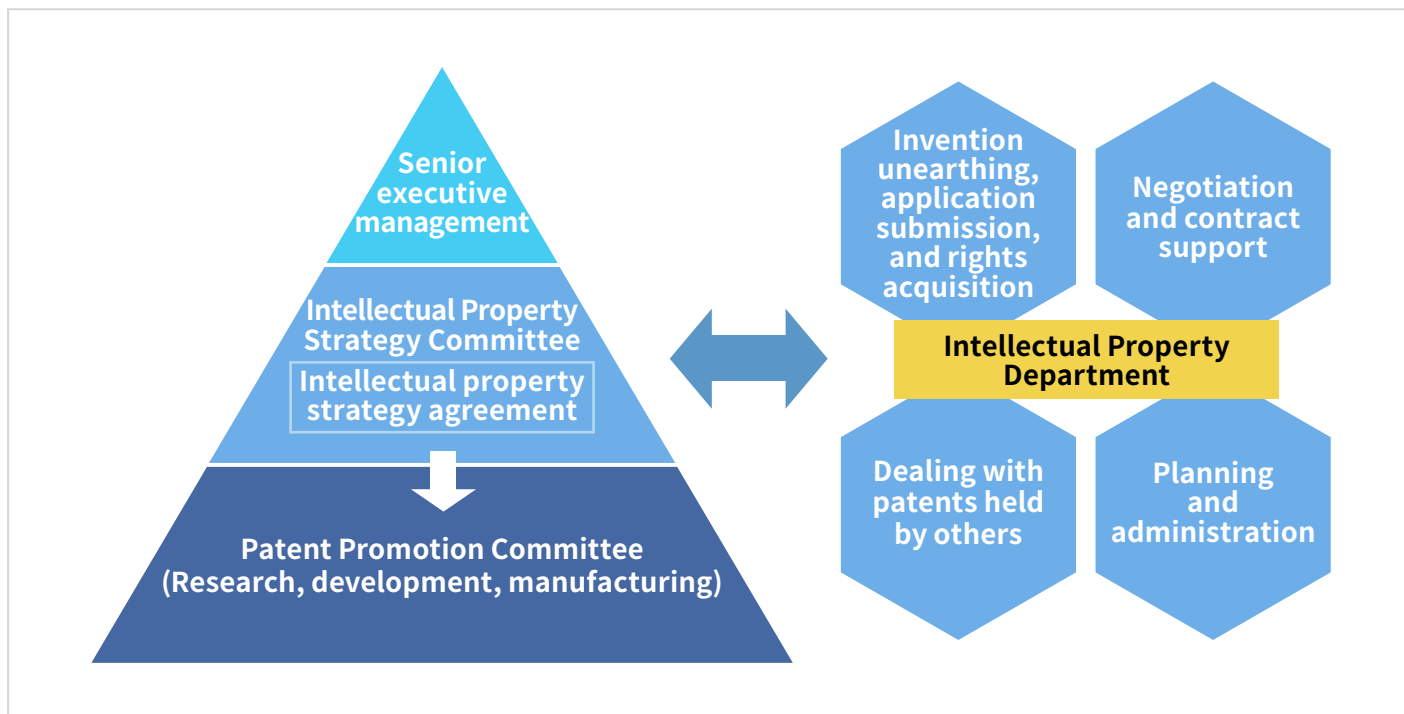 Senior
executive
management
Intellectual Property
Strategy Committee
Intellectual property
strategy agreement
Patent Promotion Committee
(Research, development, manufacturing)
Invention
unearthing,
application
submission,
and rights
acquisition
Negotiation
and contract
support
Intellectual Property
Department
Dealing with
patents held
by others
Planning
and
administration